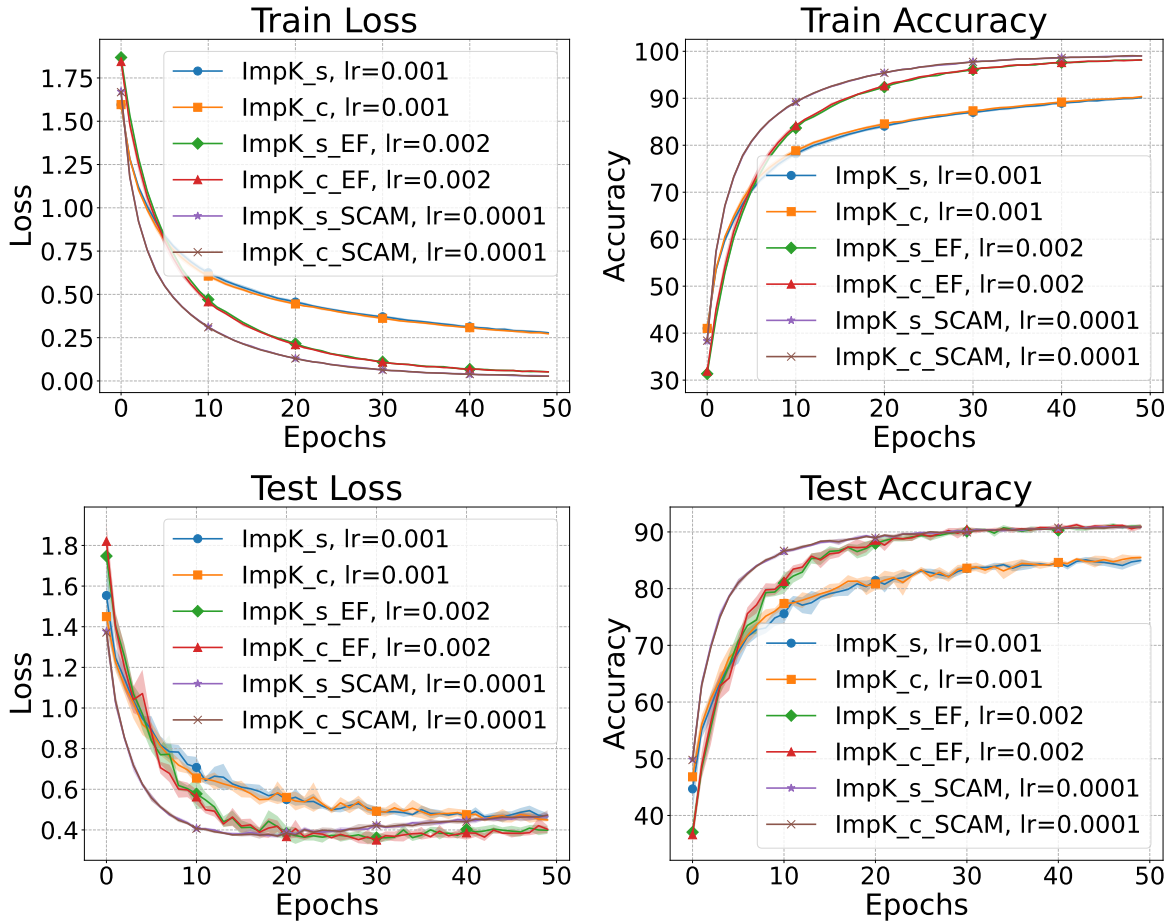 Train Loss
1.75
1.50
1.25
1.00
0.75
0.50
0.25
0.00
Loss
ImpK_s, lr=0.001
ImpK_c, lr=0.001
ImpK_s_EF, lr=0.002
ImpK_c_EF, lr=0.002
ImpK_s_SCAM, lr=0.0001
ImpK_c_SCAM, lr=0.0001
0 10 20 30 40 50
Epochs
Train Accuracy
100
90
80
70
60
50
40
30
Accuracy
ImpK_s, lr=0.001
ImpK_c, lr=0.001
ImpK_s_EF, lr=0.002
ImpK_c_EF, lr=0.002
ImpK_s_SCAM, lr=0.0001
ImpK_c_SCAM, lr=0.0001
0 10 20 30 40 50
Epochs
Test Loss
1.8
1.6
1.4
1.2
1.0
0.8
0.6
0.4
Loss
ImpK_s, lr=0.001
ImpK_c, lr=0.001
ImpK_s_EF, lr=0.002
ImpK_c_EF, lr=0.002
ImpK_s_SCAM, lr=0.0001
ImpK_c_SCAM, lr=0.0001
0 10 20 30 40 50
Epochs
Test Accuracy
90
80
70
60
50
40
Accuracy
ImpK_s, lr=0.001
ImpK_c, lr=0.001
ImpK_s_EF, lr=0.002
ImpK_c_EF, lr=0.002
ImpK_s_SCAM, lr=0.0001
ImpK_c_SCAM, lr=0.0001
0 10 20 30 40 50
Epochs